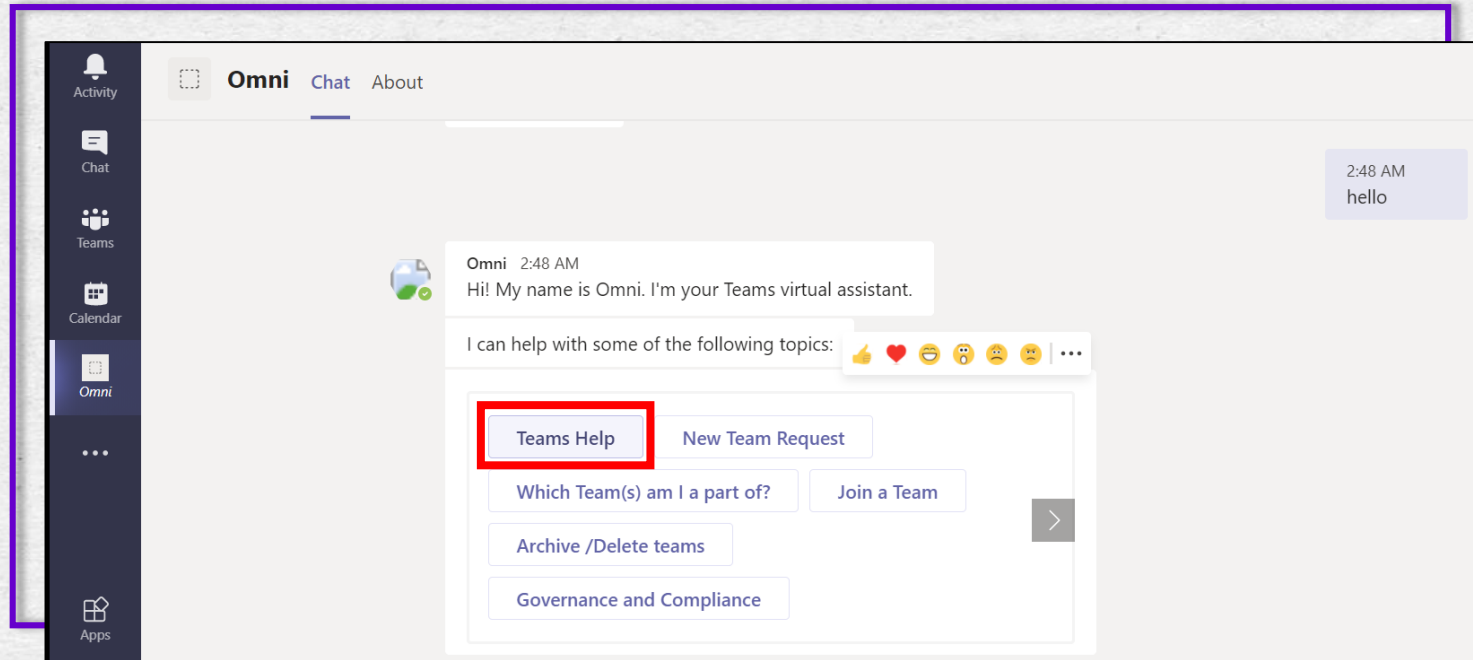 Activity
Chat
Teams
Calendar
Omni
Apps
Omni Chat About
2:48 AM
hello
Omni 2:48 AM
Hi! My name is Omni. I'm your Teams virtual assistant.
I can help with some of the following topics:
Teams Help New Team Request
Which Team(s) am I a part of? Join a Team
Archive /Delete teams
Governance and Compliance